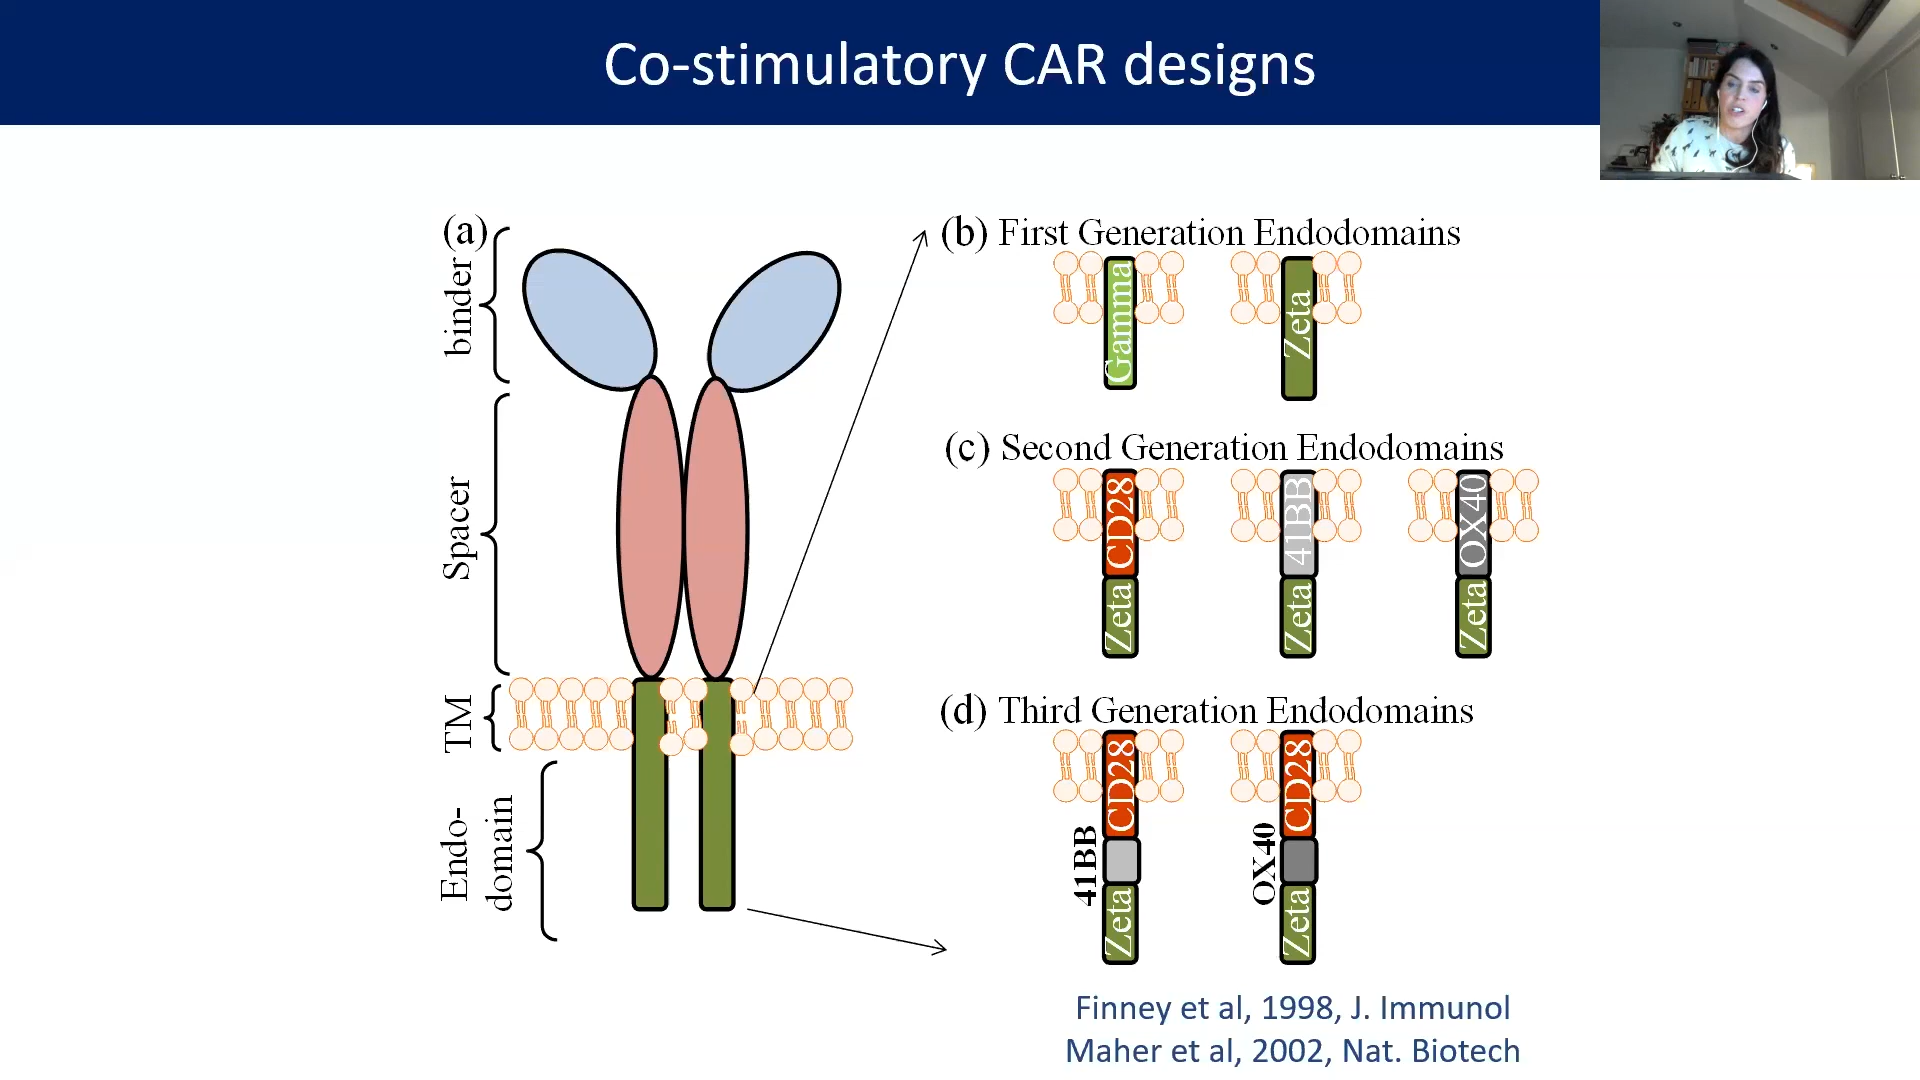 Co-stimulatory CAR designs
(a)
binder
Spacer
TM
Endo-
domain
(b) First Generation Endodomains
Gamma
Zeta
(c) Second Generation Endodomains
CD28
Zeta
41BB
Zeta
OX40
Zeta
(d) Third Generation Endodomains
CD28
41BB
Zeta
CD28
OX40
Zeta
Finney et al, 1998, J. Immunol
Maher et al, 2002, Nat. Biotech